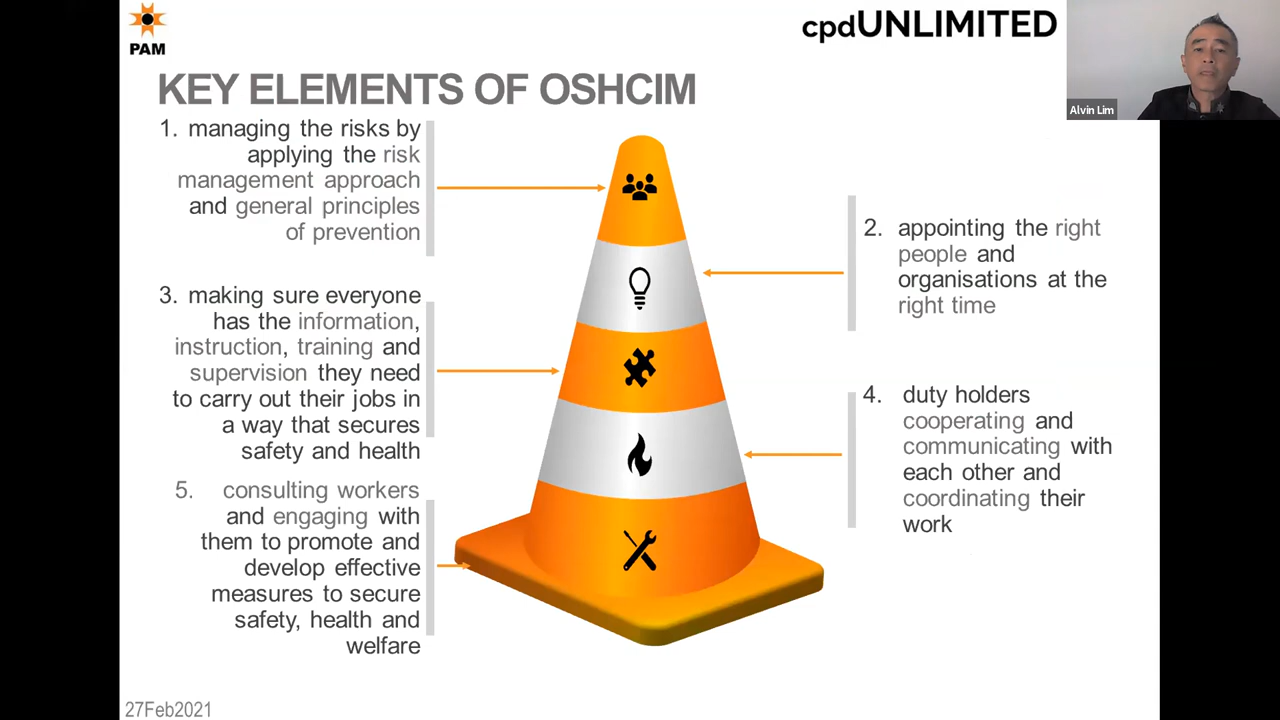 PAM
cpdUNLIMITED
Alvin Lim
KEY ELEMENTS OF OSHCIM
1. managing the risks by
applying the risk
management approach
and general principles
of prevention
2. appointing the right
people and
organisations at the
right time
3. making sure everyone
has the information,
instruction, training and
supervision they need
to carry out their jobs in
a way that secures
safety and health
4. duty holders
cooperating and
communicating with
each other and
coordinating their
work
5. consulting workers
and engaging with
them to promote and
develop effective
measures to secure
safety, health and
welfare
27Feb2021